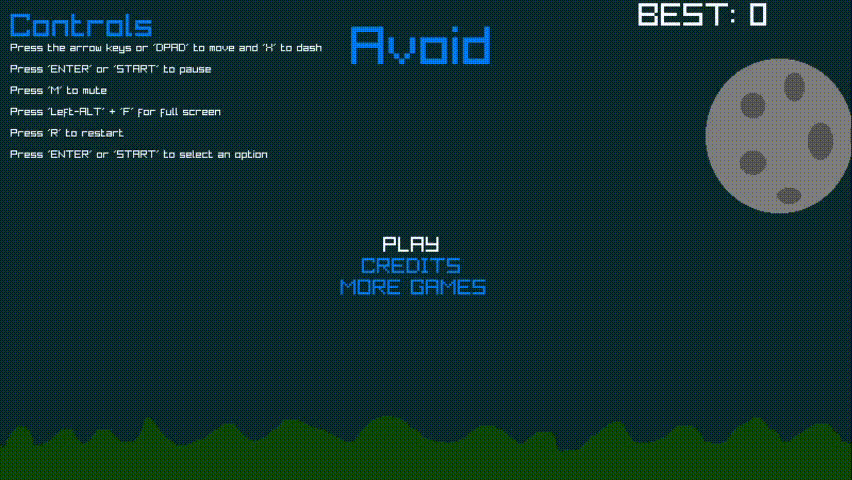 Controls
Press the arrow keys or 'DPAD' to move and 'X' to dash
Press 'ENTER' or 'START' to pause
Press 'M' to mute
Press 'Left-ALT' + 'F' for full screen
Press 'R' to restart
Press 'ENTER' or 'START' to select an option
Avoid
BEST: 0
PLAY
CREDITS
MORE GAMES